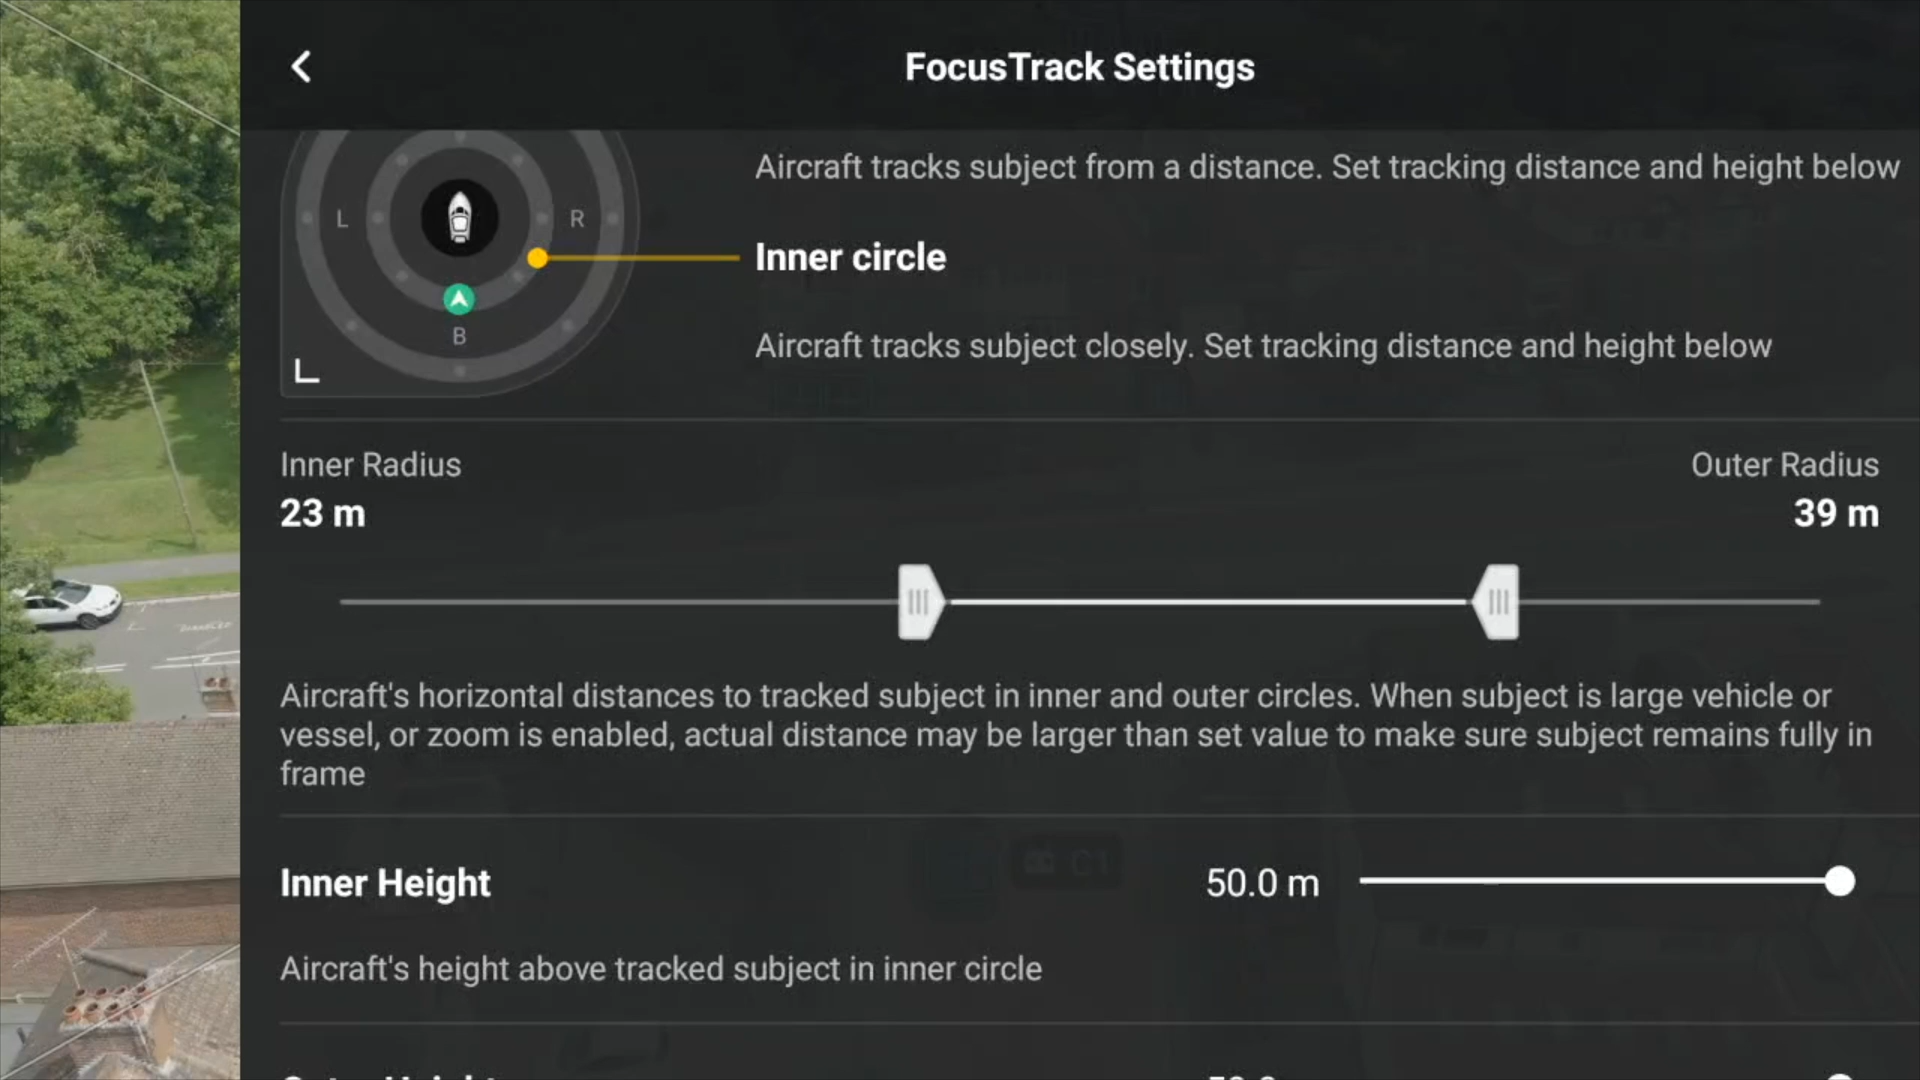 FocusTrack Settings
Aircraft tracks subject from a distance. Set tracking distance and height below
L
R
Inner circle
B
Aircraft tracks subject closely. Set tracking distance and height below
Inner Radius
Outer Radius
23 m
39 m
Aircraft's horizontal distances to tracked subject in inner and outer circles. When subject is large vehicle or
vessel, or zoom is enabled, actual distance may be larger than set value to make sure subject remains fully in
frame
C1
Inner Height
50.0 m
Aircraft's height above tracked subject in inner circle